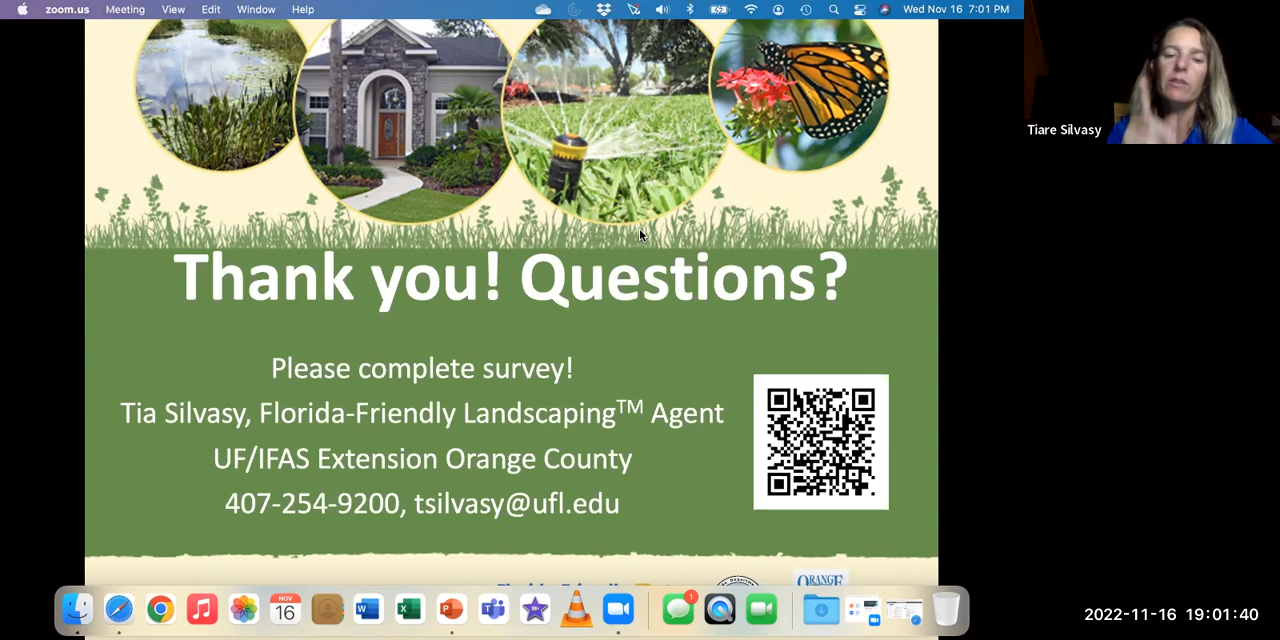 zoom.us Meeting View Edit Window Help
Wed Nov 16 7:01 PM
Tiare Silvasy
Thank you! Questions?
Please complete survey!
Tia Silvasy, Florida-Friendly Landscaping™ Agent
UF/IFAS Extension Orange County
407-254-9200, tsilvasy@ufl.edu
ORANGE
NOV
16
1
2022-11-16 19:01:40